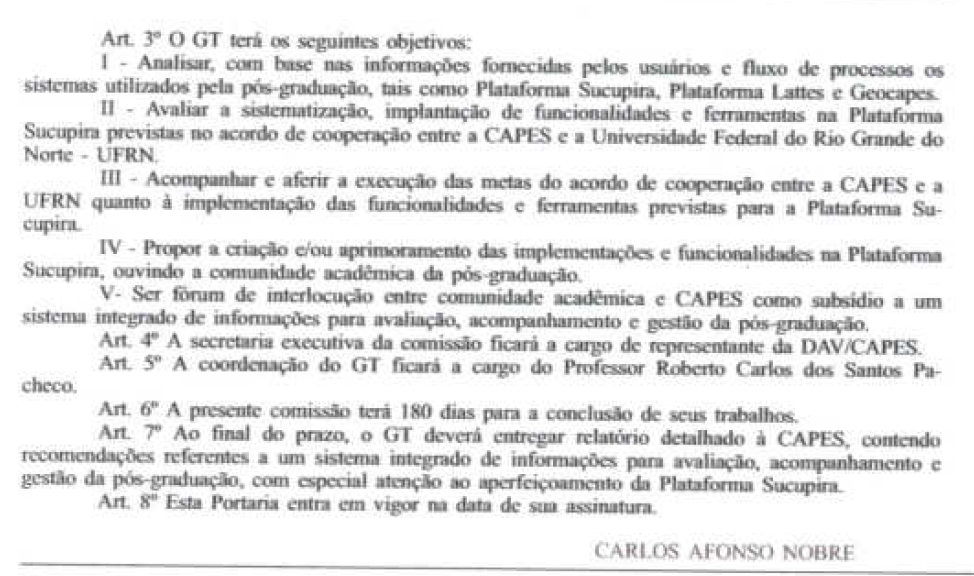 Art. 3º O GT terá os seguintes objetivos:
I - Analisar, com base nas informações fornecidas pelos usuários e fluxo de processos os
sistemas utilizados pela pós-graduação, tais como Plataforma Sucupira, Plataforma Lattes e Geocapes.
II - Avaliar a sistematização, implantação de funcionalidades e ferramentas na Plataforma
Sucupira previstas no acordo de cooperação entre a CAPES e a Universidade Federal do Rio Grande do
Norte - UFRN.
III - Acompanhar e aferir a execução das metas do acordo de cooperação entre a CAPES e a
UFRN quanto à implementação das funcionalidades e ferramentas previstas para a Plataforma Su-
cupira.
IV - Propor a criação e/ou aprimoramento das implementações e funcionalidades na Plataforma
Sucupira, ouvindo a comunidade acadêmica da pós-graduação.
V- Ser fórum de interlocução entre comunidade acadêmica e CAPES como subsídio a um
sistema integrado de informações para avaliação, acompanhamento e gestão da pós-graduação.
Art. 4º A secretaria executiva da comissão ficará a cargo de representante da DAV/CAPES.
Art. 5º A coordenação do GT ficará a cargo do Professor Roberto Carlos dos Santos Pa-
checo.
Art. 6º A presente comissão terá 180 dias para a conclusão de seus trabalhos.
Art. 7º Ao final do prazo, o GT deverá entregar relatório detalhado à CAPES, contendo
recomendações referentes a um sistema integrado de informações para avaliação, acompanhamento e
gestão da pós-graduação, com especial atenção ao aperfeiçoamento da Plataforma Sucupira.
Art. 8º Esta Portaria entra em vigor na data de sua assinatura.
CARLOS AFONSO NOBRE